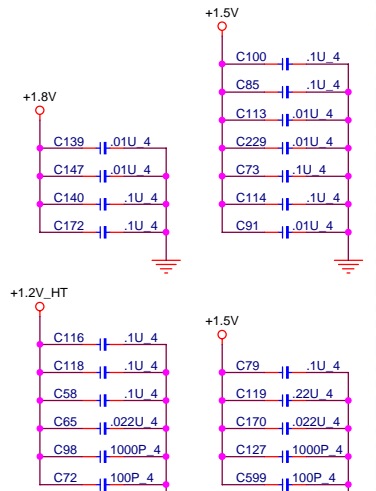 +1.5V
C100 .1U_4
C85 .1U_4
C113 .01U_4
C229 .01U_4
C73 .1U_4
C114 .1U_4
C91 .01U_4
+1.8V
C139 .01U_4
C147 .01U_4
C140 .1U_4
C172 .1U_4
+1.2V_HT
C116 .1U_4
C118 .1U_4
C58 .1U_4
C65 .022U_4
C98 1000P_4
C72 100P_4
+1.5V
C79 .1U_4
C119 .22U_4
C170 .022U_4
C127 1000P_4
C599 100P_4